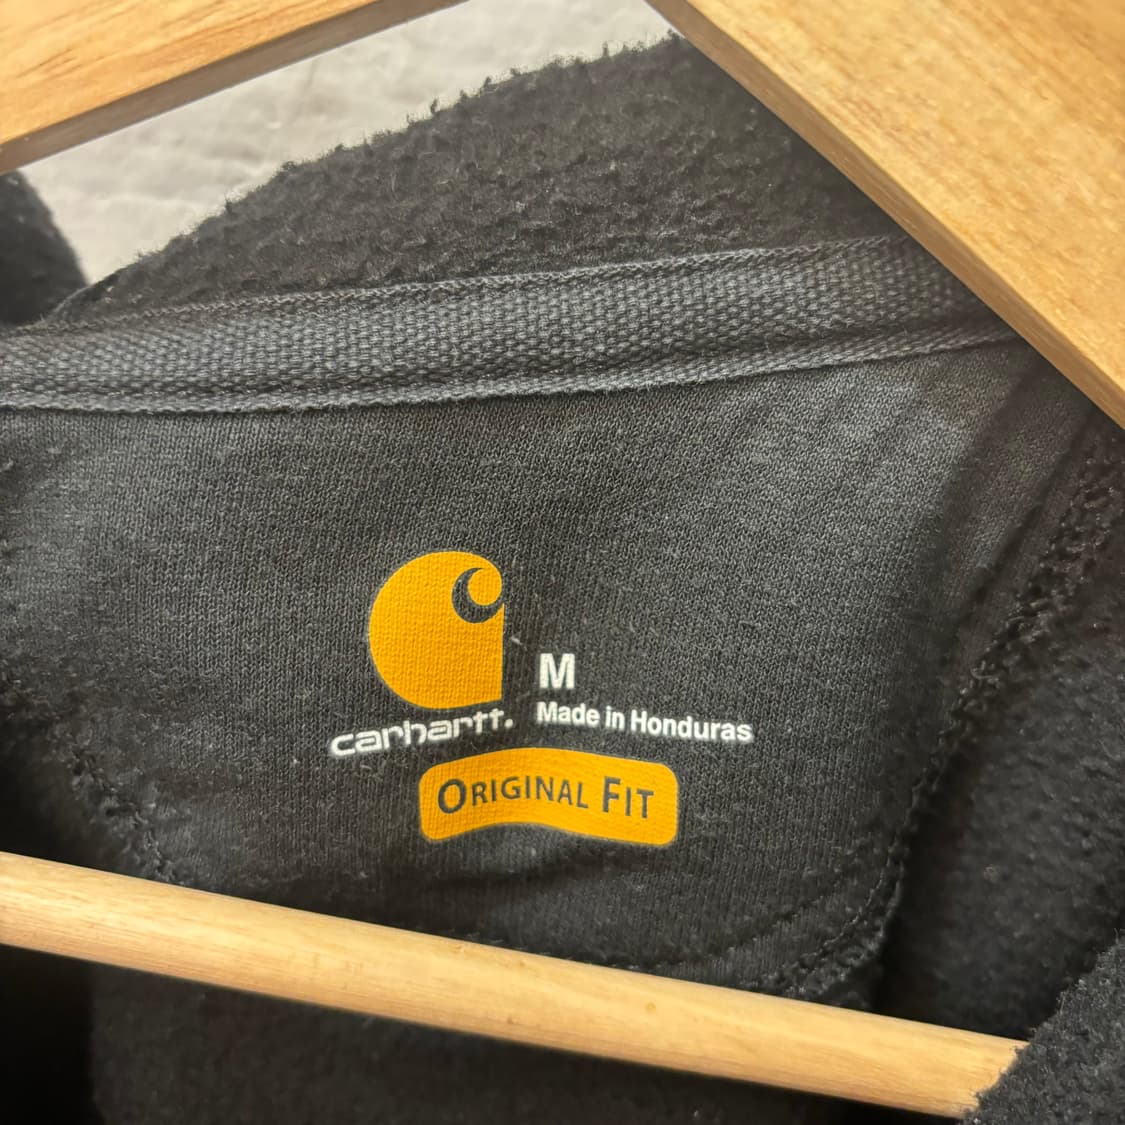 M
carhartt.
Made in Honduras
ORIGINAL FIT